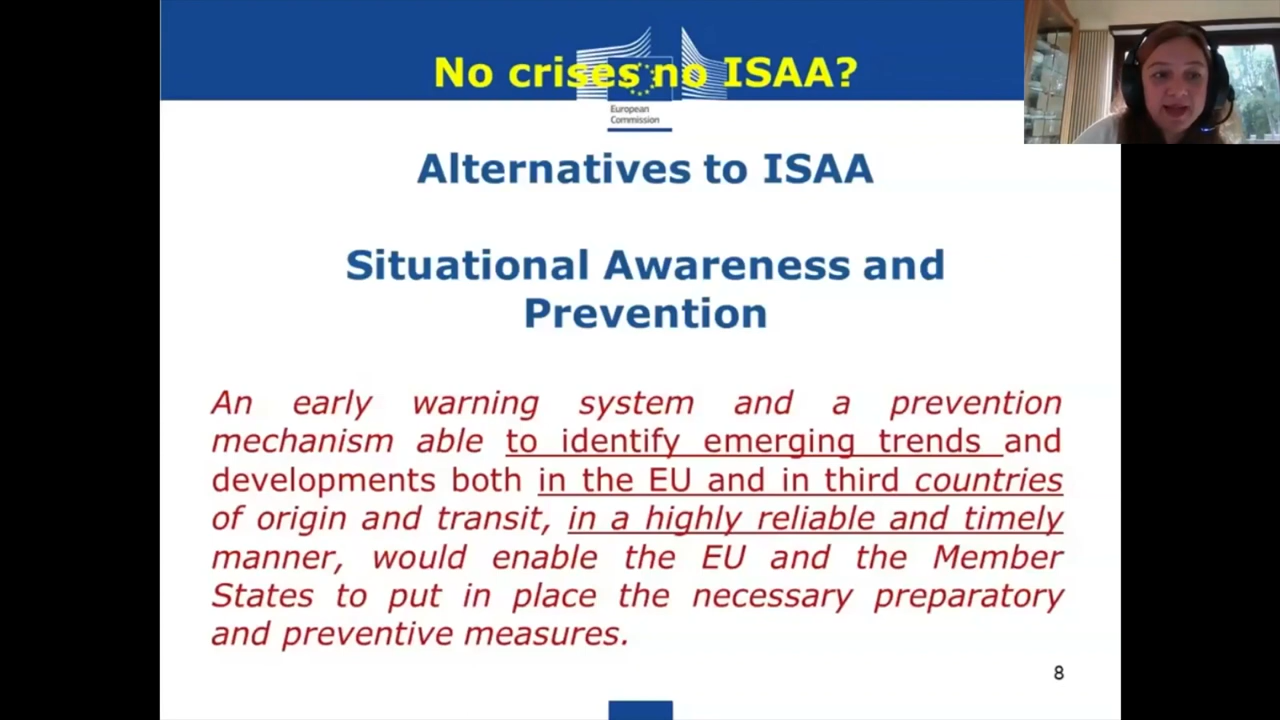 No crises no ISAA?
European
Commission
Alternatives to ISAA
Situational Awareness and
Prevention
An early warning system and a prevention
mechanism able to identify emerging trends and
developments both in the EU and in third countries
of origin and transit, in a highly reliable and timely
manner, would enable the EU and the Member
States to put in place the necessary preparatory
and preventive measures.
8